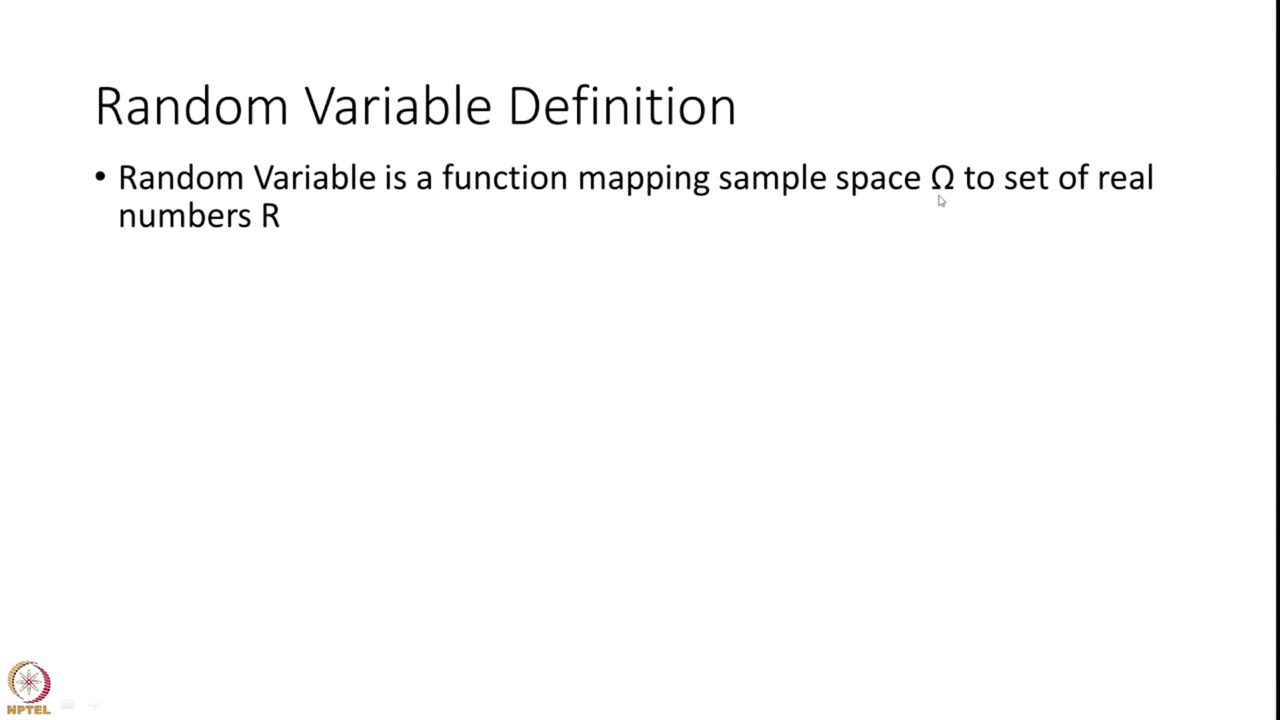 Random Variable Definition
• Random Variable is a function mapping sample space Ω to set of real
numbers R
NPTEL